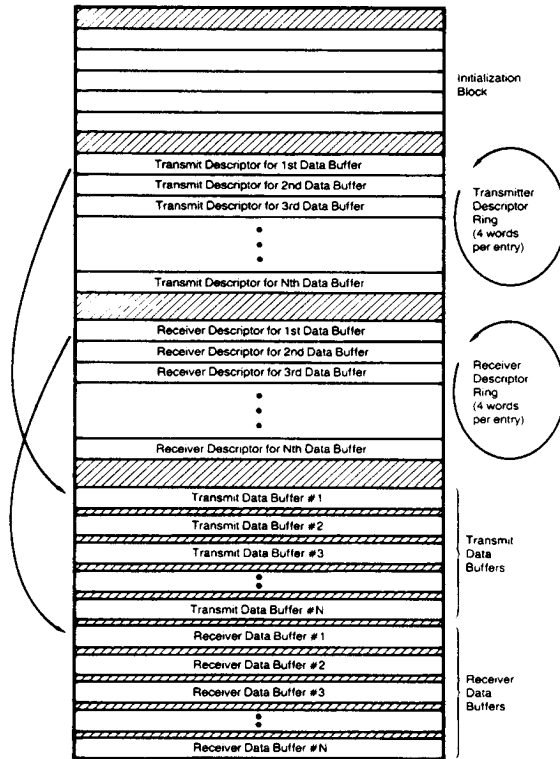 Initialization
Block
Transmit Descriptor for 1st Data Buffer
Transmit Descriptor for 2nd Data Buffer
Transmit Descriptor for 3rd Data Buffer
Transmit Descriptor for Nth Data Buffer
Transmitter
Descriptor
Ring
(4 words
per entry)
Receiver Descriptor for 1st Data Buffer
Receiver Descriptor for 2nd Data Buffer
Receiver Descriptor for 3rd Data Buffer
Receiver Descriptor for Nth Data Buffer
Receiver
Descriptor
Ring
(4 words
per entry)
Transmit Data Buffer #1
Transmit Data Buffer #2
Transmit Data Buffer #3
Transmit Data Buffer #N
Transmit
Data
Buffers
Receiver Data Buffer #1
Receiver Data Buffer #2
Receiver Data Buffer #3
Receiver Data Buffer #N
Receiver
Data
Buffers